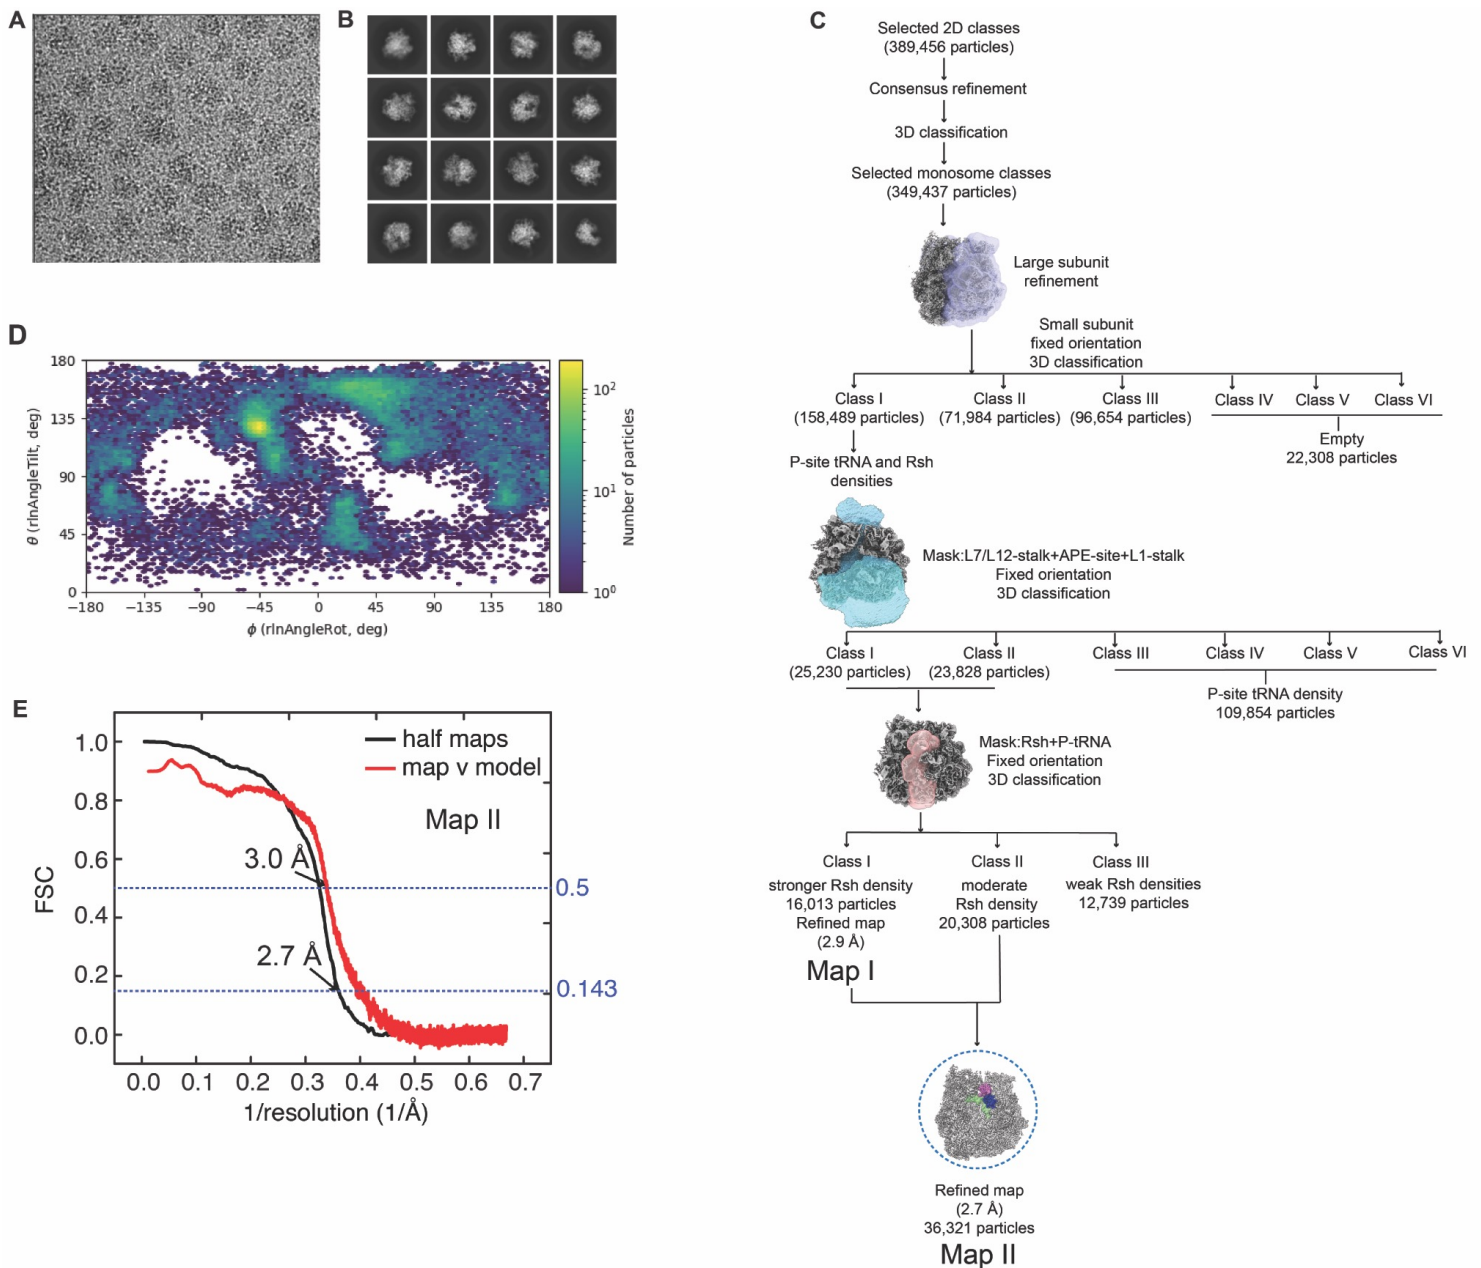 A
B
C
Selected 2D classes
(389,456 particles)
Consensus refinement
3D classification
Selected monosome classes
(349,437 particles)
Large subunit
refinement
Small subunit
fixed orientation
3D classification
Class I
(158,489 particles)
Class II
(71,984 particles)
Class III
(96,654 particles)
Class IV
Class V
Class VI
Empty
22,308 particles
P-site tRNA and Rsh
densities
Mask:L7/L12-stalk+APE-site+L1-stalk
Fixed orientation
3D classification
Class I
(25,230 particles)
Class II
(23,828 particles)
Class III
Class IV
Class V
Class VI
P-site tRNA density
109,854 particles
Mask:Rsh+P-tRNA
Fixed orientation
3D classification
Class I
stronger Rsh density
16,013 particles
Refined map
(2.9 Å)
Map I
Class II
moderate
Rsh density
20,308 particles
Class III
weak Rsh densities
12,739 particles
Refined map
(2.7 Å)
36,321 particles
Map II
D
180
135
90
45
0
θ (rlnAngleTilt, deg)
−180 −135 −90 −45 0 45 90 135 180
ϕ (rlnAngleRot, deg)
10²
10¹
10⁰
Number of particles
E
1.0
0.8
0.6
0.4
0.2
0.0
FSC
half maps
map v model
Map II
3.0 Å
0.5
2.7 Å
0.143
0.0 0.1 0.2 0.3 0.4 0.5 0.6 0.7
1/resolution (1/Å)